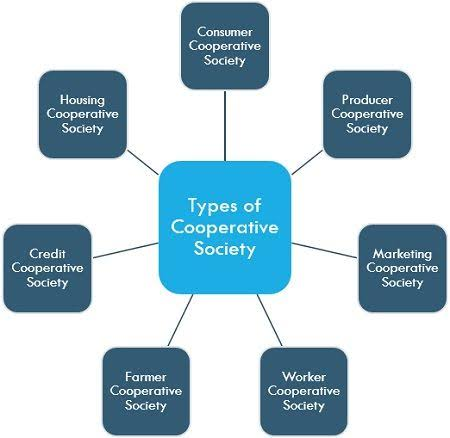 Consumer
Cooperative
Society
Housing
Cooperative
Society
Producer
Cooperative
Society
Types of
Cooperative
Society
Credit
Cooperative
Society
Marketing
Cooperative
Society
Farmer
Cooperative
Society
Worker
Cooperative
Society